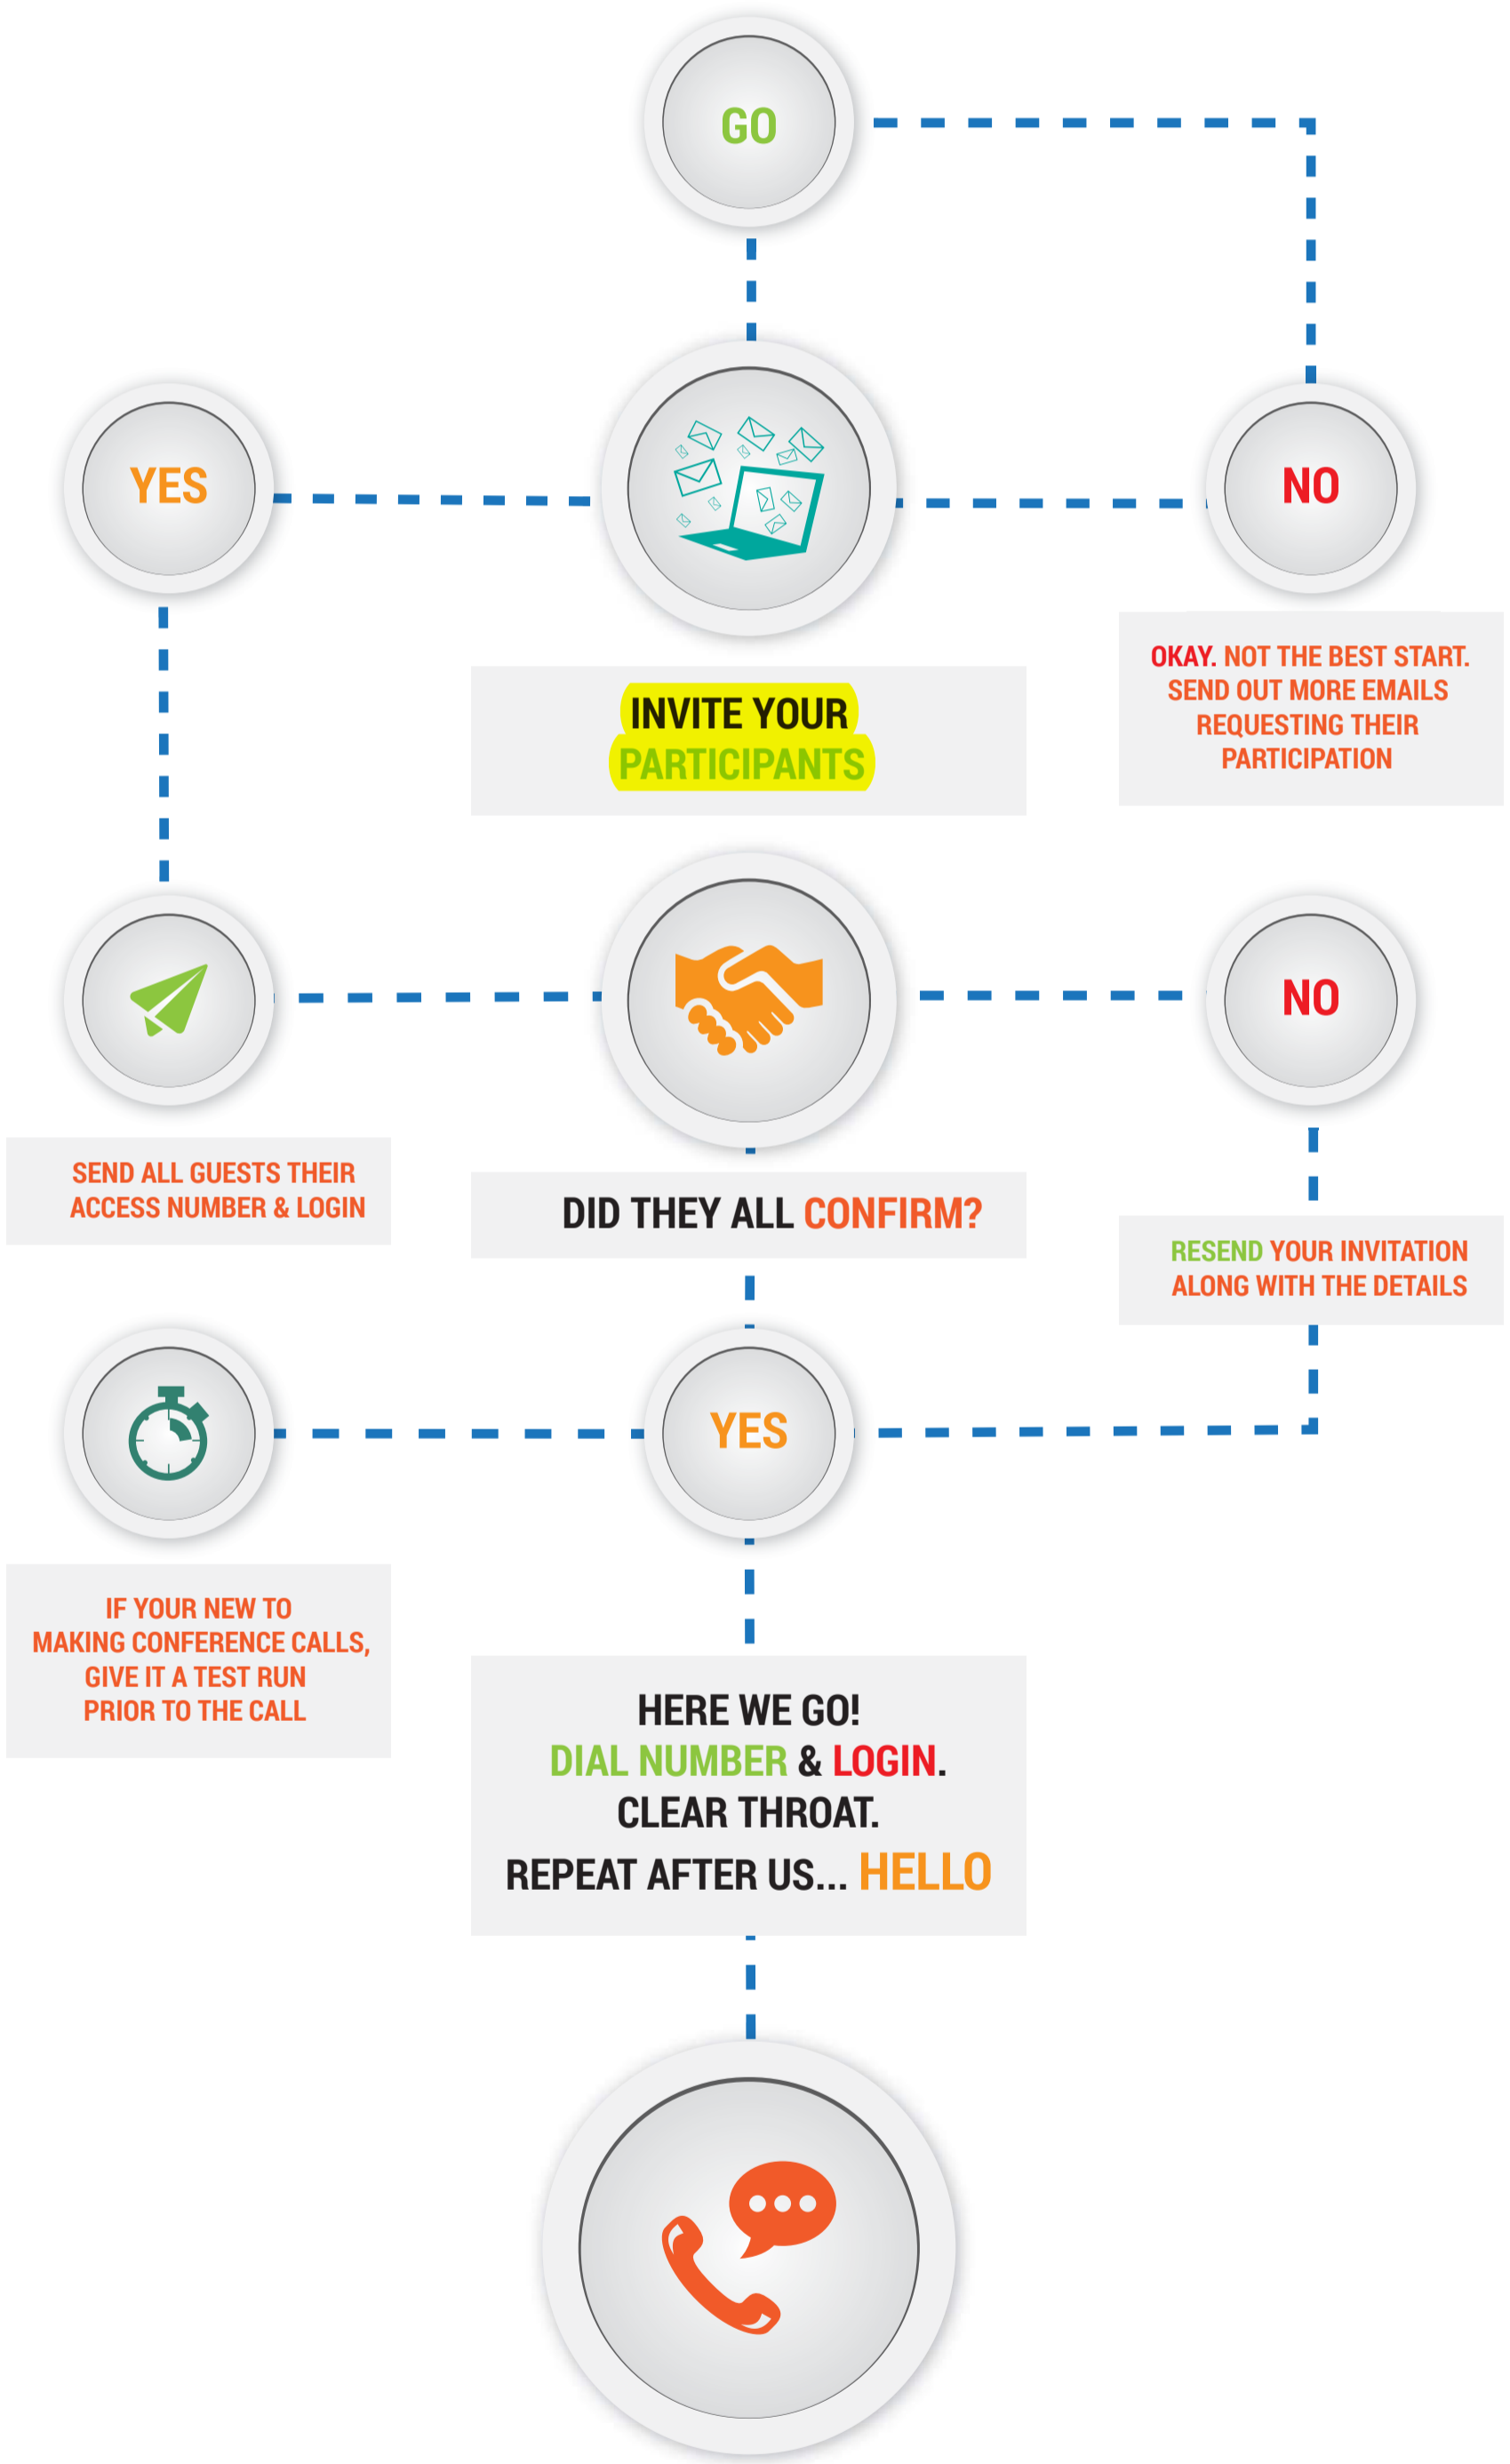 GO
YES
NO
INVITE YOUR
PARTICIPANTS
OKAY. NOT THE BEST START.
SEND OUT MORE EMAILS
REQUESTING THEIR
PARTICIPATION
NO
SEND ALL GUESTS THEIR
ACCESS NUMBER & LOGIN
DID THEY ALL CONFIRM?
RESEND YOUR INVITATION
ALONG WITH THE DETAILS
YES
IF YOUR NEW TO
MAKING CONFERENCE CALLS,
GIVE IT A TEST RUN
PRIOR TO THE CALL
HERE WE GO!
DIAL NUMBER & LOGIN.
CLEAR THROAT.
REPEAT AFTER US... HELLO